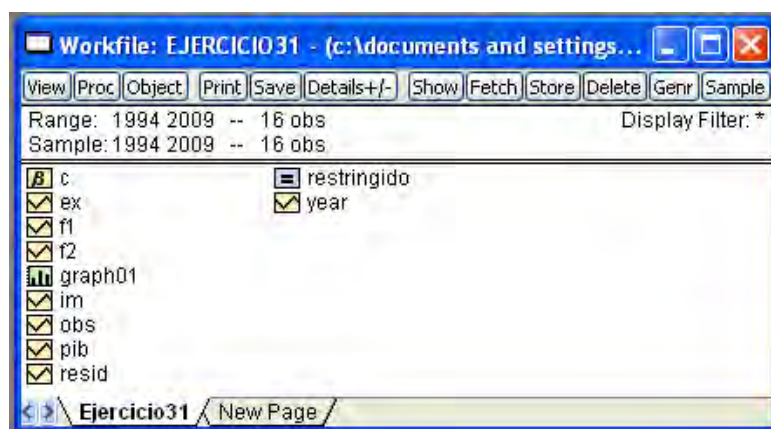 Workfile: EJERCICIO31 - (c:\documents and settings...
View Proc Object Print Save Details+/- Show Fetch Store Delete Genr Sample
Range: 1994 2009 -- 16 obs Display Filter: *
Sample: 1994 2009 -- 16 obs
β c
ex
f1
f2
graph01
im
obs
pib
resid
= restringido
year
Ejercicio31 New Page